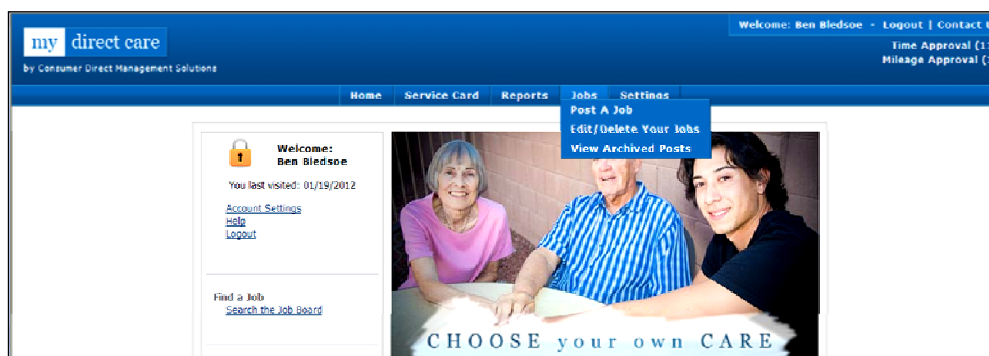 Welcome: Ben Bledsoe - Logout | Contact
my direct care
Time Approval
by Consumer Direct Management Solutions
Mileage Approval
Home Service Card Reports Jobs Settings
Post A Job
Edit/Delete Your Jobs
View Archived Posts
Welcome:
Ben Bledsoe
You last visited: 01/19/2012
Account Settings
Help
Logout
Find a Job
Search the Job Board
CHOOSE your own CARE